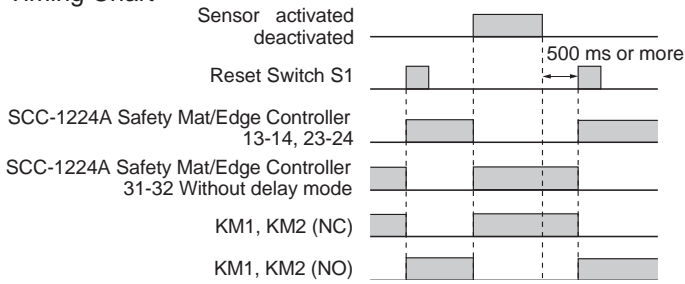 Timing Chart
Sensor activated
deactivated
500 ms or more
Reset Switch S1
SCC-1224A Safety Mat/Edge Controller
13-14, 23-24
SCC-1224A Safety Mat/Edge Controller
31-32 Without delay mode
KM1, KM2 (NC)
KM1, KM2 (NO)